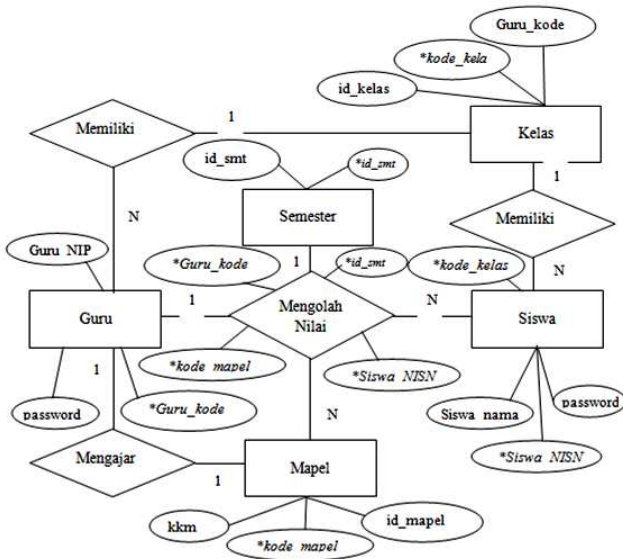 Guru_kode
*kode_kela
id_kelas
Memiliki
1
Kelas
id_smt
*id_smt
1
Semester
Memiliki
N
Guru NIP
*Guru_kode
1
*id_smt
*kode_kelas
N
Guru
1
Mengolah
Nilai
N
Siswa
1
*kode mapel
*Siswa NISN
password
*Guru_kode
N
Siswa nama
password
Mengajar
1
Mapel
*Siswa NISN
kkm
id_mapel
*kode mapel